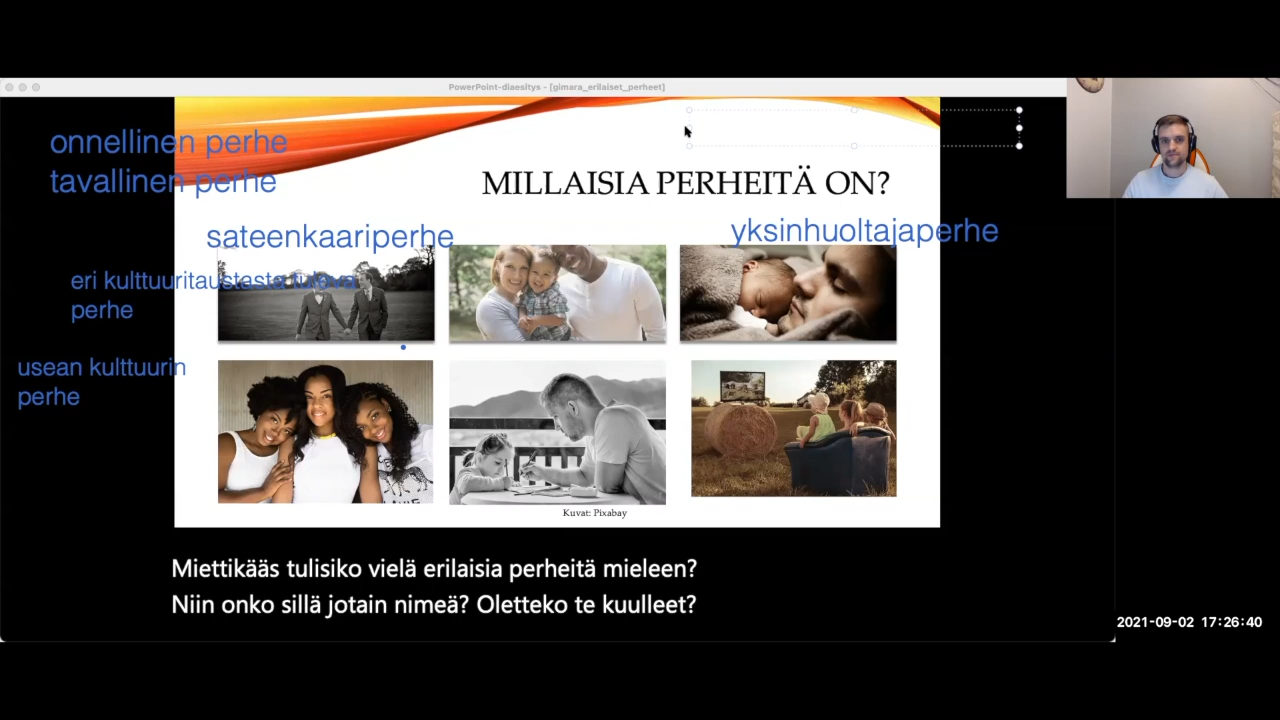 PowerPoint-diaesitys - [gimara_erilaiset_perheet]
onnellinen perhe
tavallinen perhe
MILLAISIA PERHEITÄ ON?
sateenkaariperhe
yksinhuoltajaperhe
eri kulttuuritaustasta tuleva
perhe
usean kulttuurin
perhe
Kuvat: Pixabay
Miettikääs tulisiko vielä erilaisia perheitä mieleen?
Niin onko sillä jotain nimeä? Oletteko te kuulleet?
2021-09-02 17:26:40